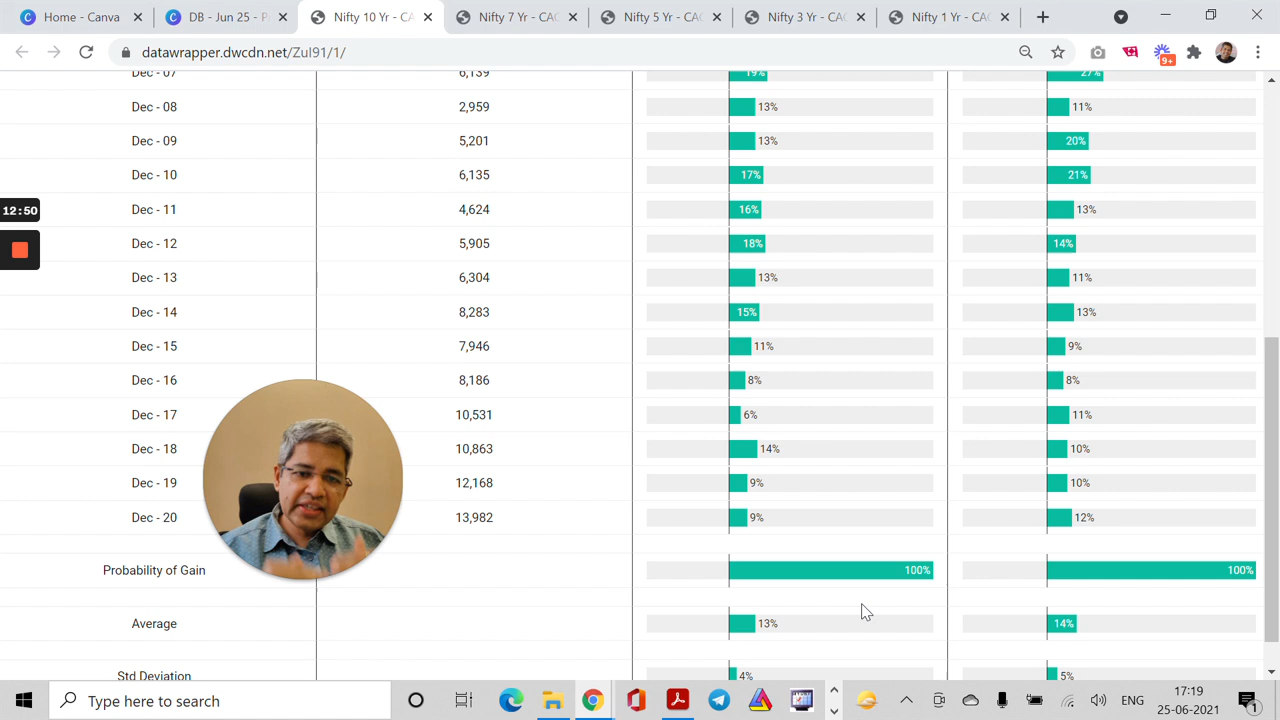 Home - Canva
DB - Jun 25 - P
Nifty 10 Yr - CAG
Nifty 7 Yr - CAG
Nifty 5 Yr - CAG
Nifty 3 Yr - CAG
Nifty 1 Yr - CAG
datawrapper.dwcdn.net/Zul91/1/
9+
Dec - 07 6,139 19% 27%
Dec - 08 2,959 13% 11%
Dec - 09 5,201 13% 20%
Dec - 10 6,135 17% 21%
12:50
Dec - 11 4,624 16% 13%
Dec - 12 5,905 18% 14%
Dec - 13 6,304 13% 11%
Dec - 14 8,283 15% 13%
Dec - 15 7,946 11% 9%
Dec - 16 8,186 8% 8%
Dec - 17 10,531 6% 11%
Dec - 18 10,863 14% 10%
Dec - 19 12,168 9% 10%
Dec - 20 13,982 9% 12%
Probability of Gain 100% 100%
Average 13% 14%
Std Deviation 4% 5%
Type here to search
ENG
17:19
25-06-2021
1